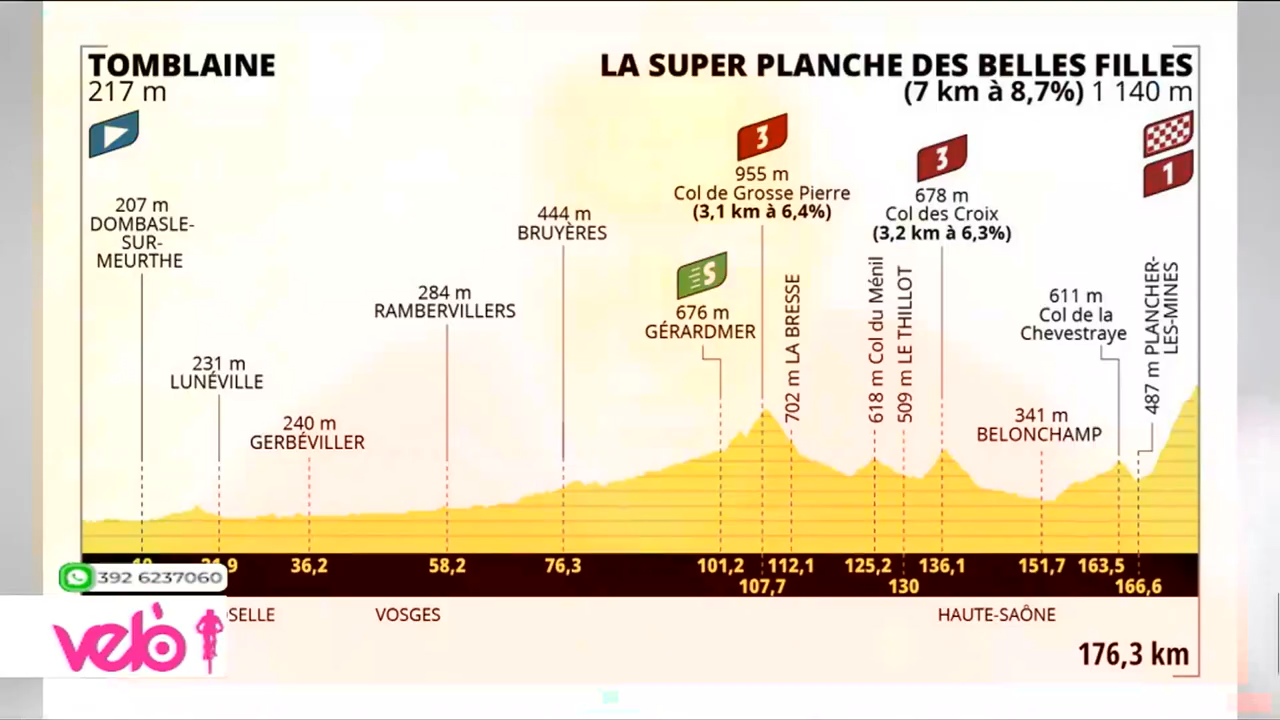 TOMBLAINE
217 m
LA SUPER PLANCHE DES BELLES FILLES
(7 km à 8,7%) 1 140 m
207 m
DOMBASLE-
SUR-
MEURTHE
231 m
LUNÉVILLE
240 m
GERBÉVILLER
284 m
RAMBERVILLERS
444 m
BRUYÈRES
S
676 m
GÉRARDMER
3
955 m
Col de Grosse Pierre
(3,1 km à 6,4%)
702 m LA BRESSE
618 m Col du Ménil
509 m LE THILLOT
3
678 m
Col des Croix
(3,2 km à 6,3%)
341 m
BELONCHAMP
611 m
Col de la
Chevestraye
487 m PLANCHER-
LES-MINES
1
36,2
58,2
76,3
101,2
107,7
112,1
125,2
130
136,1
151,7
163,5
166,6
392 6237060
SELLE
VOSGES
HAUTE-SAÔNE
velò
176,3 km